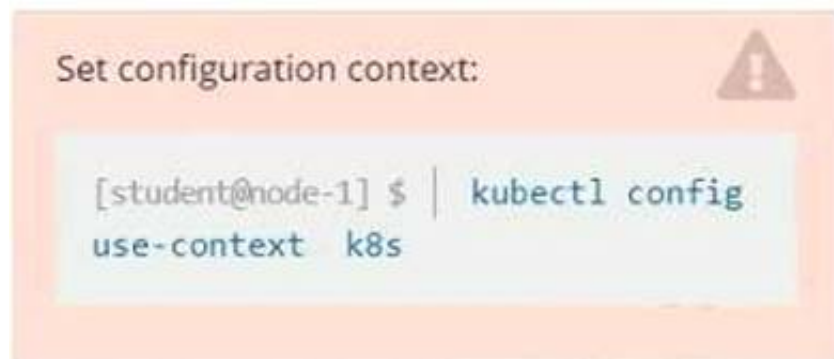 Set configuration context:
[student@node-1] $ | kubectl config
use-context k8s